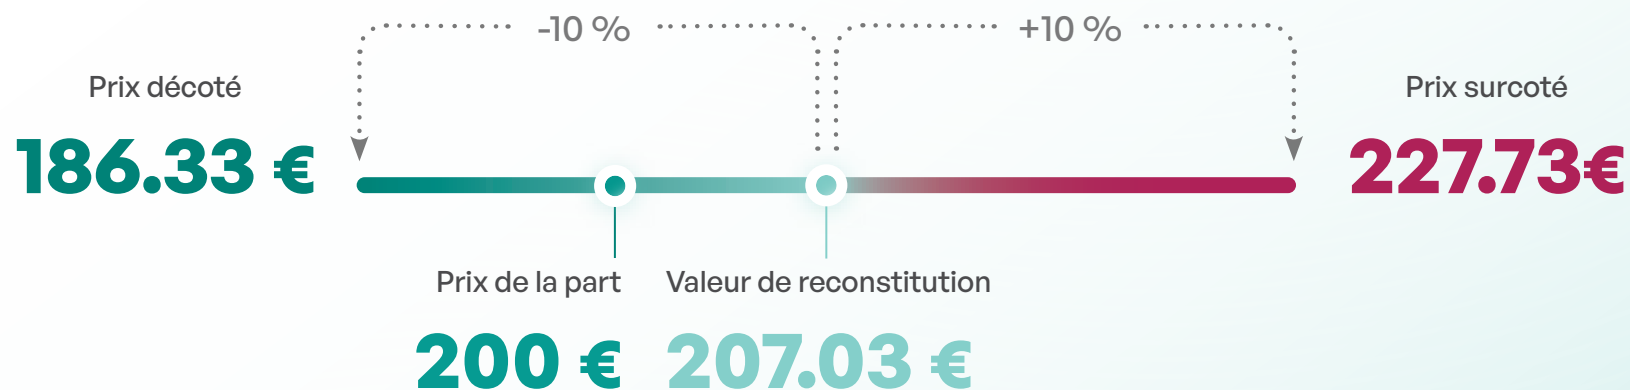 -10 %
+10 %
Prix décoté
Prix surcoté
186.33 €
227.73€
Prix de la part
Valeur de reconstitution
200 €
207.03 €